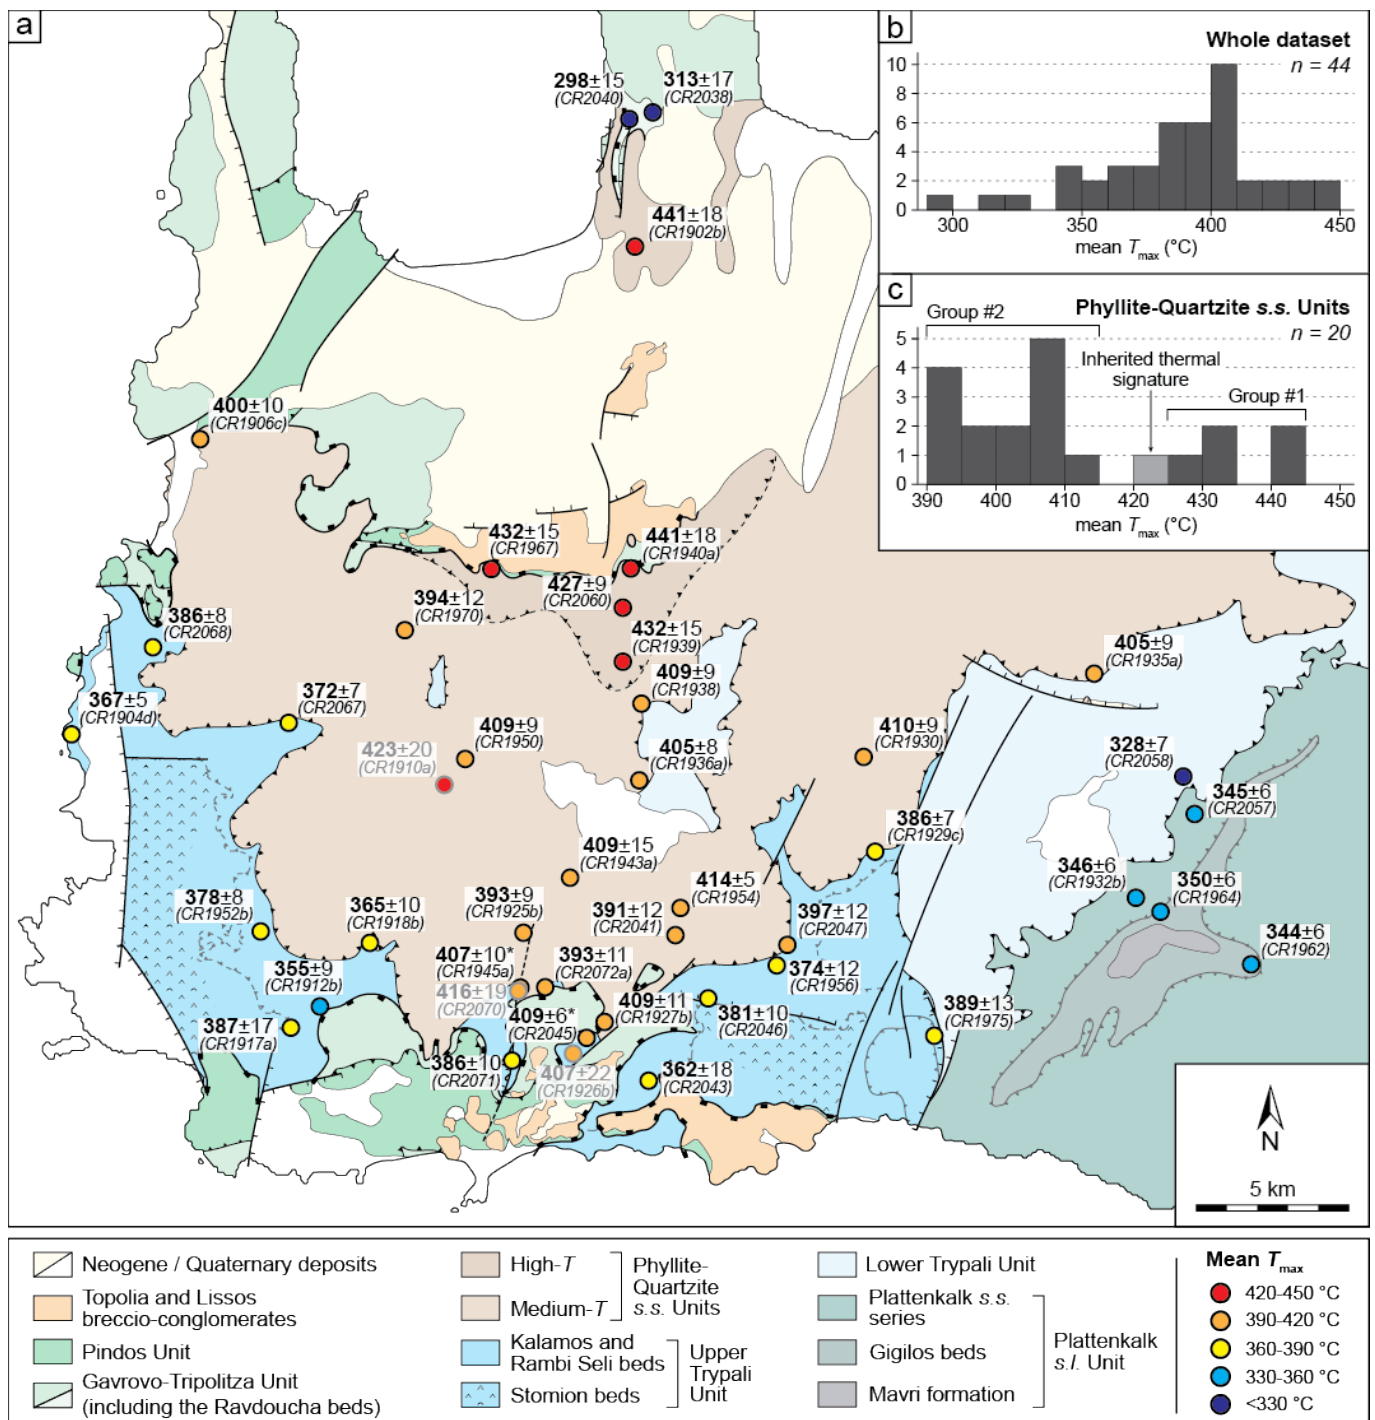 a
298±15
(CR2040)
313±17
(CR2038)
441±18
(CR1902b)
400±10
(CR1906c)
432±15
(CR1967)
441±18
(CR1940a)
427±9
(CR2060)
394±12
(CR1970)
386±8
(CR2068)
432±15
(CR1939)
405±9
(CR1935a)
409±9
(CR1938)
367±5
(CR1904d)
372±7
(CR2067)
409±9
(CR1950)
423±20
(CR1910a)
405±8
(CR1936a)
410±9
(CR1930)
328±7
(CR2058)
345±6
(CR2057)
386±7
(CR1929c)
409±15
(CR1943a)
346±6
(CR1932b)
350±6
(CR1964)
378±8
(CR1952b)
365±10
(CR1918b)
393±9
(CR1925b)
391±12
(CR2041)
414±5
(CR1954)
397±12
(CR2047)
344±6
(CR1962)
407±10*
(CR1945a)
393±11
(CR2072a)
416±19
(CR2070)
374±12
(CR1956)
355±9
(CR1912b)
387±17
(CR1917a)
409±6*
(CR2045)
409±11
(CR1927b)
381±10
(CR2046)
389±13
(CR1975)
386±10
(CR2071)
407±22
(CR1926b)
362±18
(CR2043)
N
5 km
b
Whole dataset
n = 44
10
8
6
4
2
0
300
350
400
450
mean Tmax (°C)
c
Phyllite-Quartzite s.s. Units
n = 20
Group #2
Inherited thermal
signature
Group #1
5
4
3
2
1
0
390
400
410
420
430
440
450
mean Tmax (°C)
Neogene / Quaternary deposits
Topolia and Lissos
breccio-conglomerates
Pindos Unit
Gavrovo-Tripolitza Unit
(including the Ravdoucha beds)
High-T
Medium-T
Phyllite-
Quartzite
s.s. Units
Kalamos and
Rambi Seli beds
Stomion beds
Upper
Trypali
Unit
Lower Trypali Unit
Plattenkalk s.s.
series
Gigilos beds
Mavri formation
Plattenkalk
s.l. Unit
Mean Tmax
420-450 °C
390-420 °C
360-390 °C
330-360 °C
<330 °C